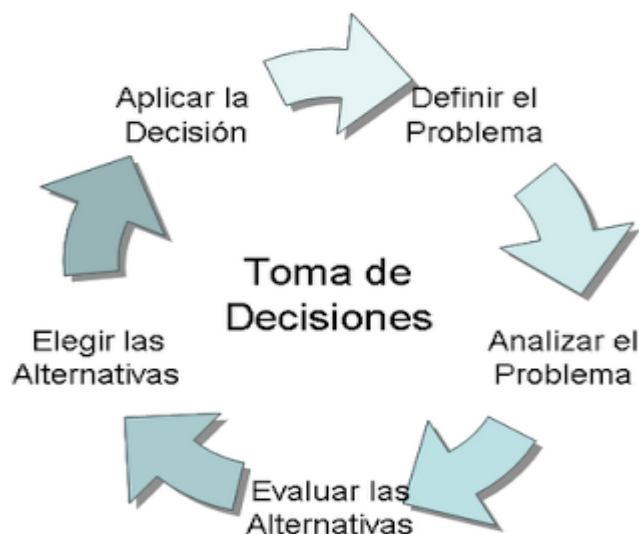 Aplicar la
Decisión
Definir el
Problema
Toma de
Decisiones
Elegir las
Alternativas
Analizar el
Problema
Evaluar las
Alternativas